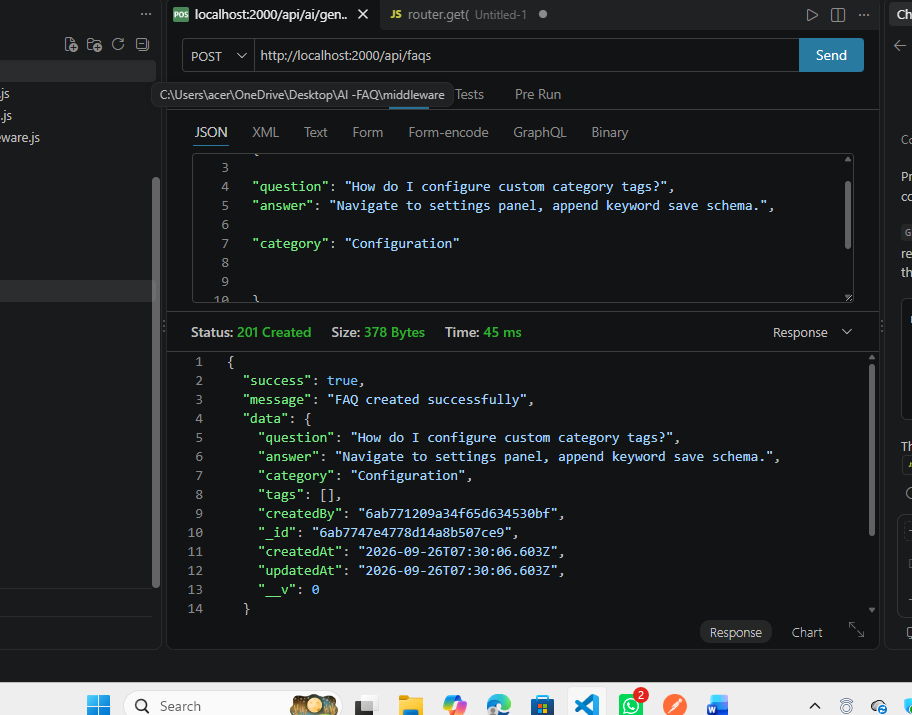 POS localhost:2000/api/ai/gen.. ×
JS router.get( Untitled-1
Ch
POST
http://localhost:2000/api/faqs
Send
.js
C:\Users\acer\OneDrive\Desktop\AI -FAQ\middleware
Tests
Pre Run
.js
eware.js
JSON XML Text Form Form-encode GraphQL Binary
Co
3
4 "question": "How do I configure custom category tags?",
5 "answer": "Navigate to settings panel, append keyword save schema.",
6
7 "category": "Configuration"
8
9
10 }
Pr
co
G
re
th
Status: 201 Created Size: 378 Bytes Time: 45 ms
Response
1 {
2 "success": true,
3 "message": "FAQ created successfully",
4 "data": {
5 "question": "How do I configure custom category tags?",
6 "answer": "Navigate to settings panel, append keyword save schema.",
7 "category": "Configuration",
8 "tags": [],
9 "createdBy": "6ab771209a34f65d634530bf",
10 "_id": "6ab7747e4778d14a8b507ce9",
11 "createdAt": "2026-09-26T07:30:06.603Z",
12 "updatedAt": "2026-09-26T07:30:06.603Z",
13 "__v": 0
14 }
Th
Response
Chart
Search
2